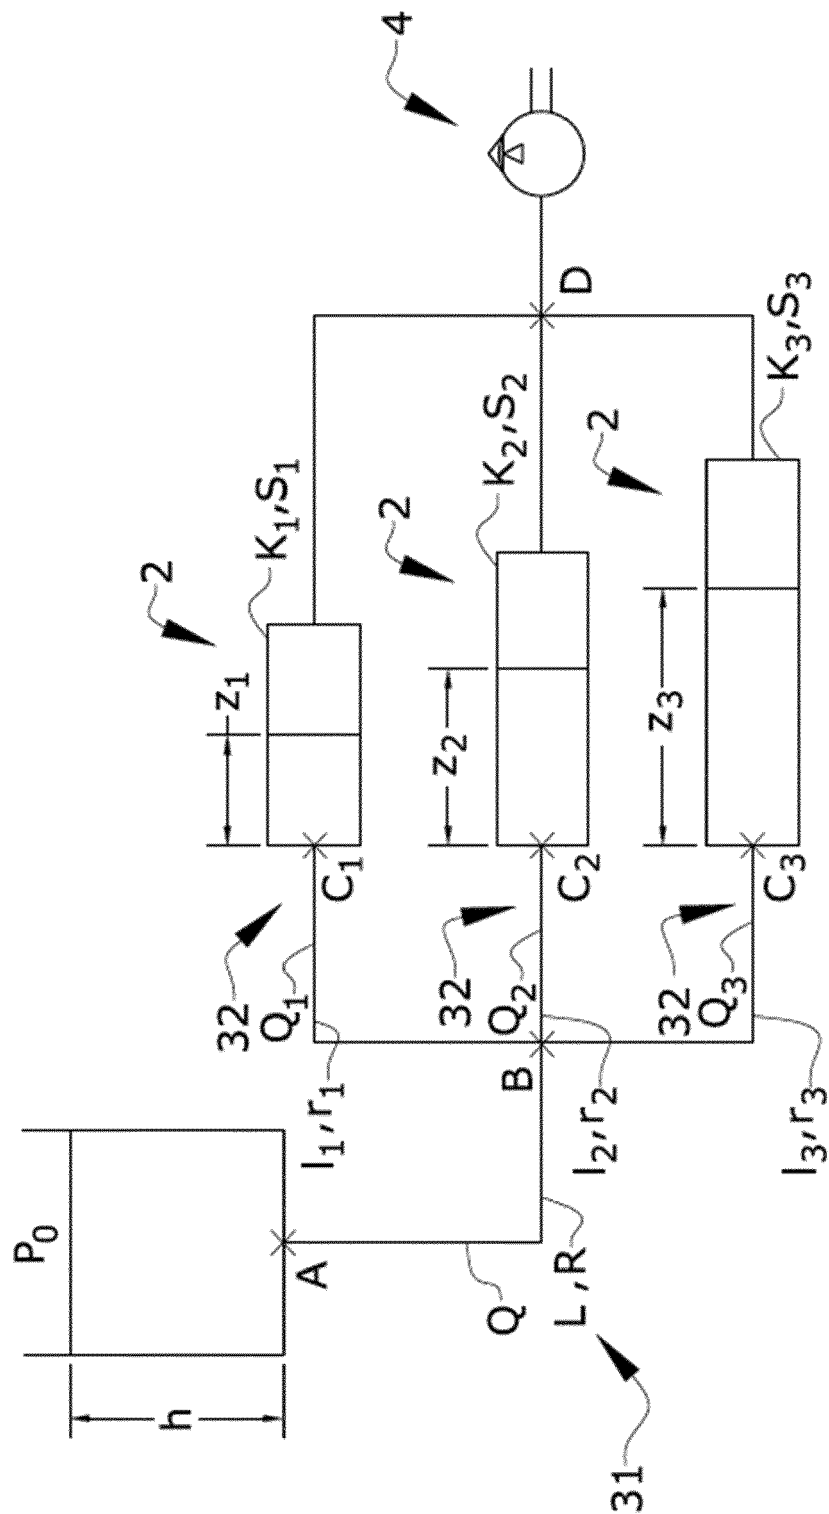 P0
h
A
Q
L,R
31
B
l1,r1
l2,r2
l3,r3
32
Q1
32
Q2
32
Q3
C1
C2
C3
z1
z2
z3
2
K1,S1
2
K2,S2
2
K3,S3
D
4